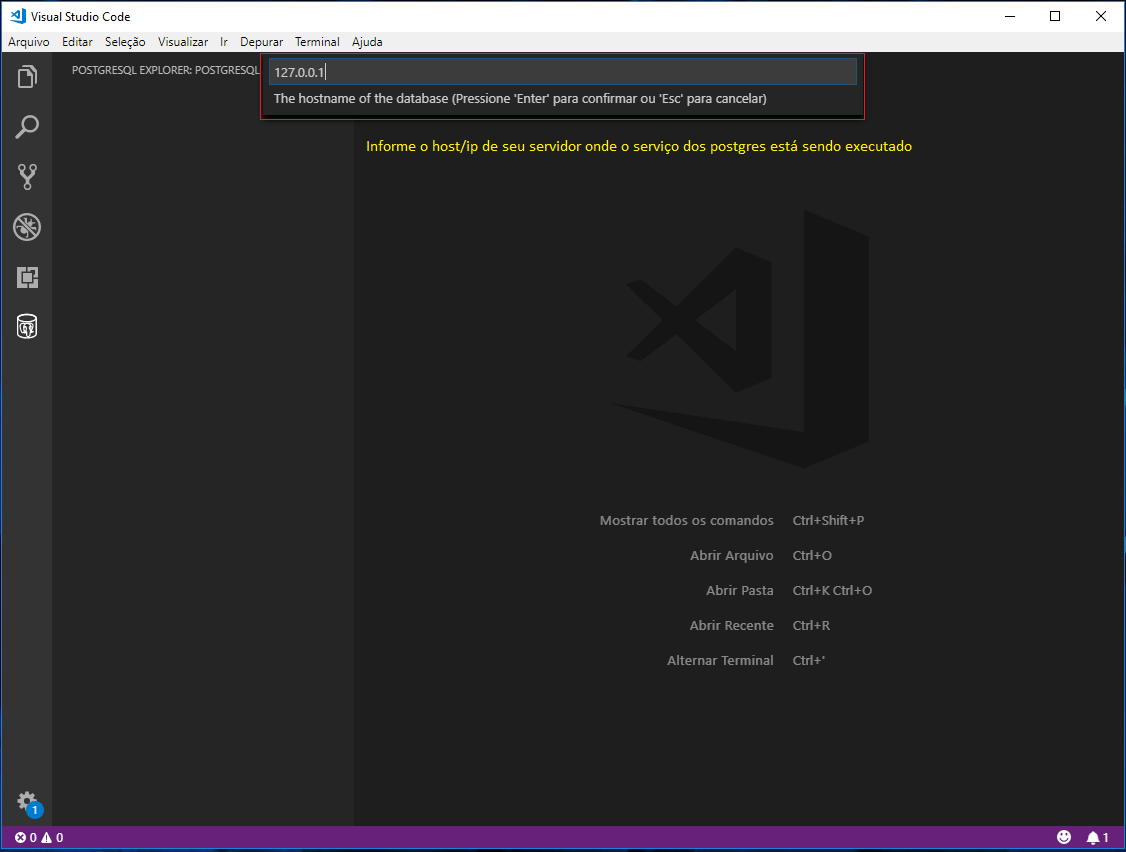 Visual Studio Code
Arquivo Editar Seleção Visualizar Ir Depurar Terminal Ajuda
POSTGRESQL EXPLORER: POSTGRESQL
127.0.0.1
The hostname of the database (Pressione 'Enter' para confirmar ou 'Esc' para cancelar)
Informe o host/ip de seu servidor onde o serviço dos postgres está sendo executado
Mostrar todos os comandos Ctrl+Shift+P
Abrir Arquivo Ctrl+O
Abrir Pasta Ctrl+K Ctrl+O
Abrir Recente Ctrl+R
Alternar Terminal Ctrl+'
1
0 0 1